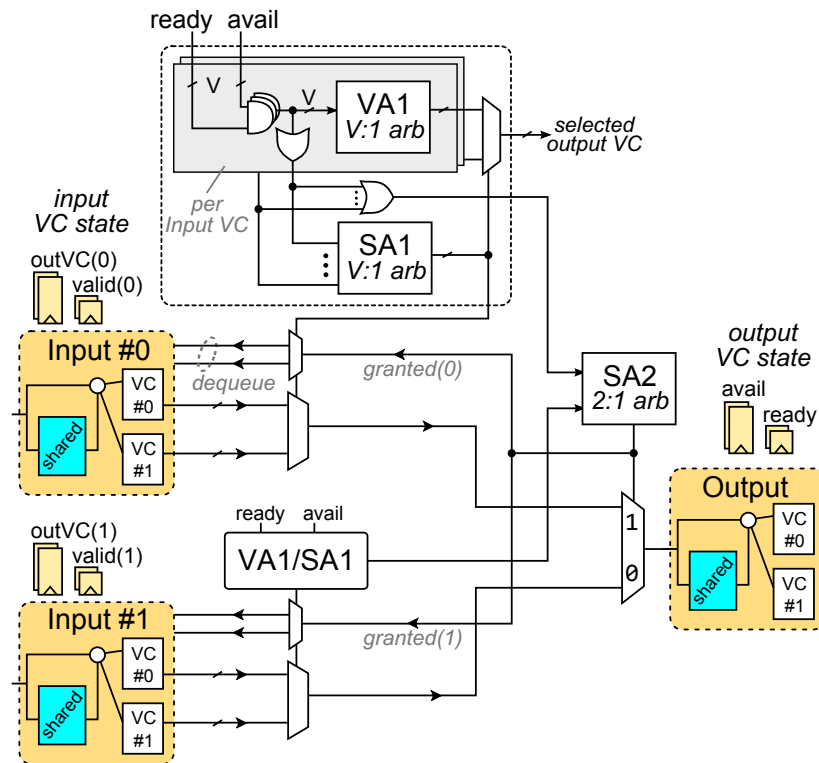 ready avail
V
V
VA1
V:1 arb
selected
output VC
per
Input VC
SA1
V:1 arb
input
VC state
outVC(0)
valid(0)
Input #0
VC
#0
VC
#1
shared
dequeue
granted(0)
SA2
2:1 arb
output
VC state
avail
ready
Output
VC
#0
VC
#1
shared
1
0
ready avail
VA1/SA1
outVC(1)
valid(1)
Input #1
VC
#0
VC
#1
shared
granted(1)